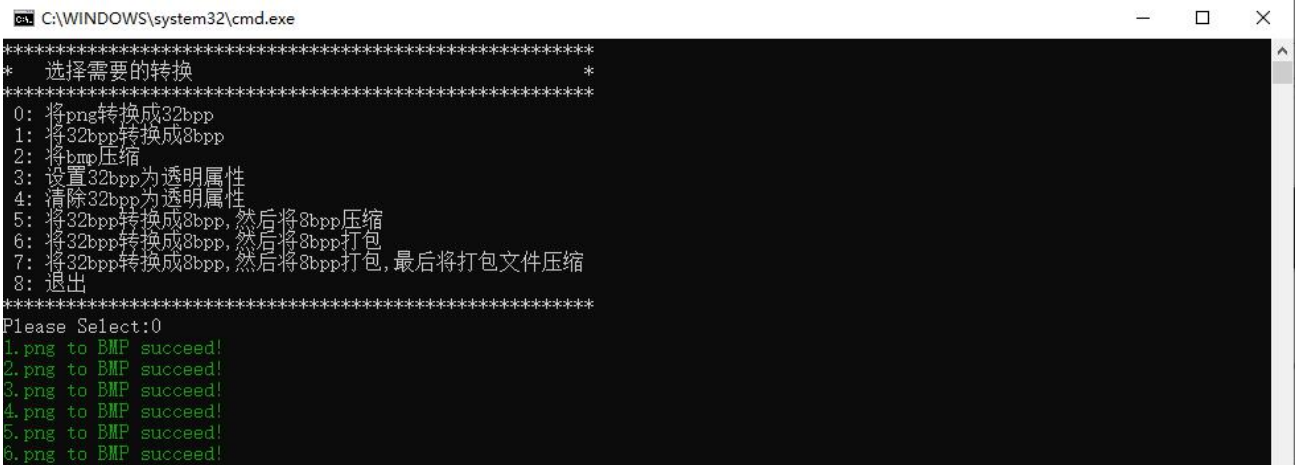 C:\WINDOWS\system32\cmd.exe
********************************************************
*   选择需要的转换                                     *
********************************************************
0: 将png转换成32bpp
1: 将32bpp转换成8bpp
2: 将bmp压缩
3: 设置32bpp为透明属性
4: 清除32bpp为透明属性
5: 将32bpp转换成8bpp,然后将8bpp压缩
6: 将32bpp转换成8bpp,然后将8bpp打包
7: 将32bpp转换成8bpp,然后将8bpp打包,最后将打包文件压缩
8: 退出
********************************************************
Please Select:0
1.png to BMP succeed!
2.png to BMP succeed!
3.png to BMP succeed!
4.png to BMP succeed!
5.png to BMP succeed!
6.png to BMP succeed!